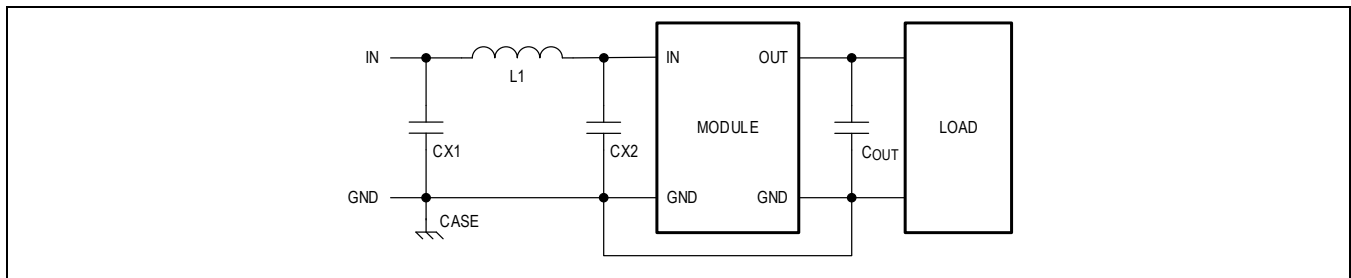 IN
L1
IN
OUT
CX1
CX2
MODULE
COUT
LOAD
GND
CASE
GND
GND